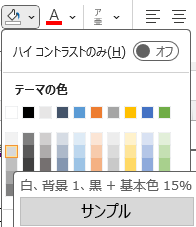 A
ア
亜
ハイ コントラストのみ(H)
オフ
テーマの色
白、背景 1、黒 + 基本色 15%
サンプル